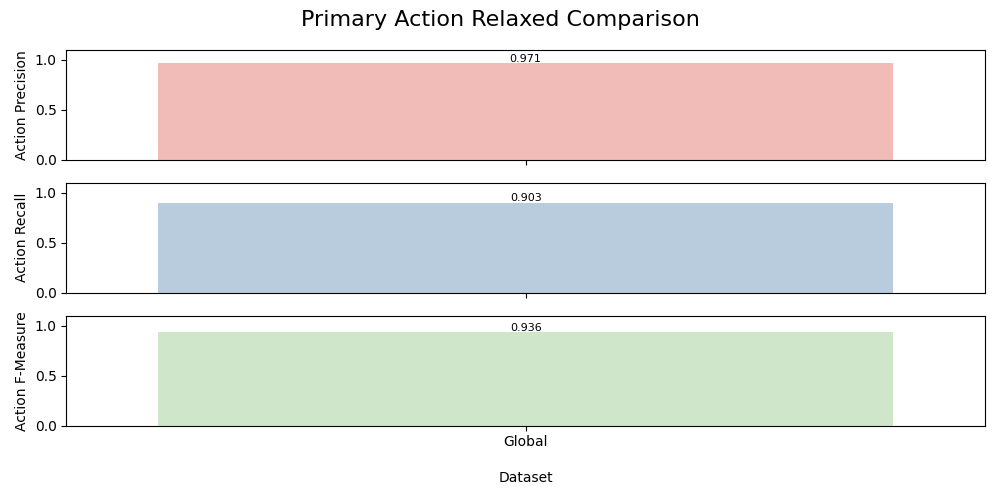 Primary Action Relaxed Comparison
Action Precision
1.0
0.5
0.0
0.971
Action Recall
1.0
0.5
0.0
0.903
Action F-Measure
1.0
0.5
0.0
0.936
Global
Dataset